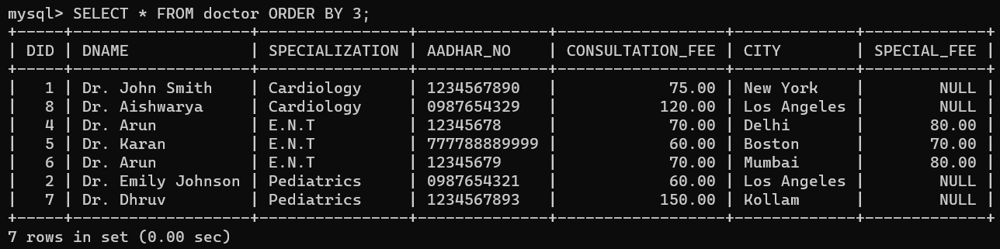 mysql> SELECT * FROM doctor ORDER BY 3;
+-----+-------------------+----------------+--------------+------------------+-------------+-------------+
| DID | DNAME             | SPECIALIZATION | AADHAR_NO    | CONSULTATION_FEE | CITY        | SPECIAL_FEE |
+-----+-------------------+----------------+--------------+------------------+-------------+-------------+
|   1 | Dr. John Smith    | Cardiology     | 1234567890   |            75.00 | New York    |        NULL |
|   8 | Dr. Aishwarya     | Cardiology     | 0987654329   |           120.00 | Los Angeles |        NULL |
|   4 | Dr. Arun          | E.N.T          | 12345678     |            70.00 | Delhi       |       80.00 |
|   5 | Dr. Karan         | E.N.T          | 777788889999 |            60.00 | Boston      |       70.00 |
|   6 | Dr. Arun          | E.N.T          | 12345679     |            70.00 | Mumbai      |       80.00 |
|   2 | Dr. Emily Johnson | Pediatrics     | 0987654321   |            60.00 | Los Angeles |        NULL |
|   7 | Dr. Dhruv         | Pediatrics     | 1234567893   |           150.00 | Kollam      |        NULL |
+-----+-------------------+----------------+--------------+------------------+-------------+-------------+
7 rows in set (0.00 sec)